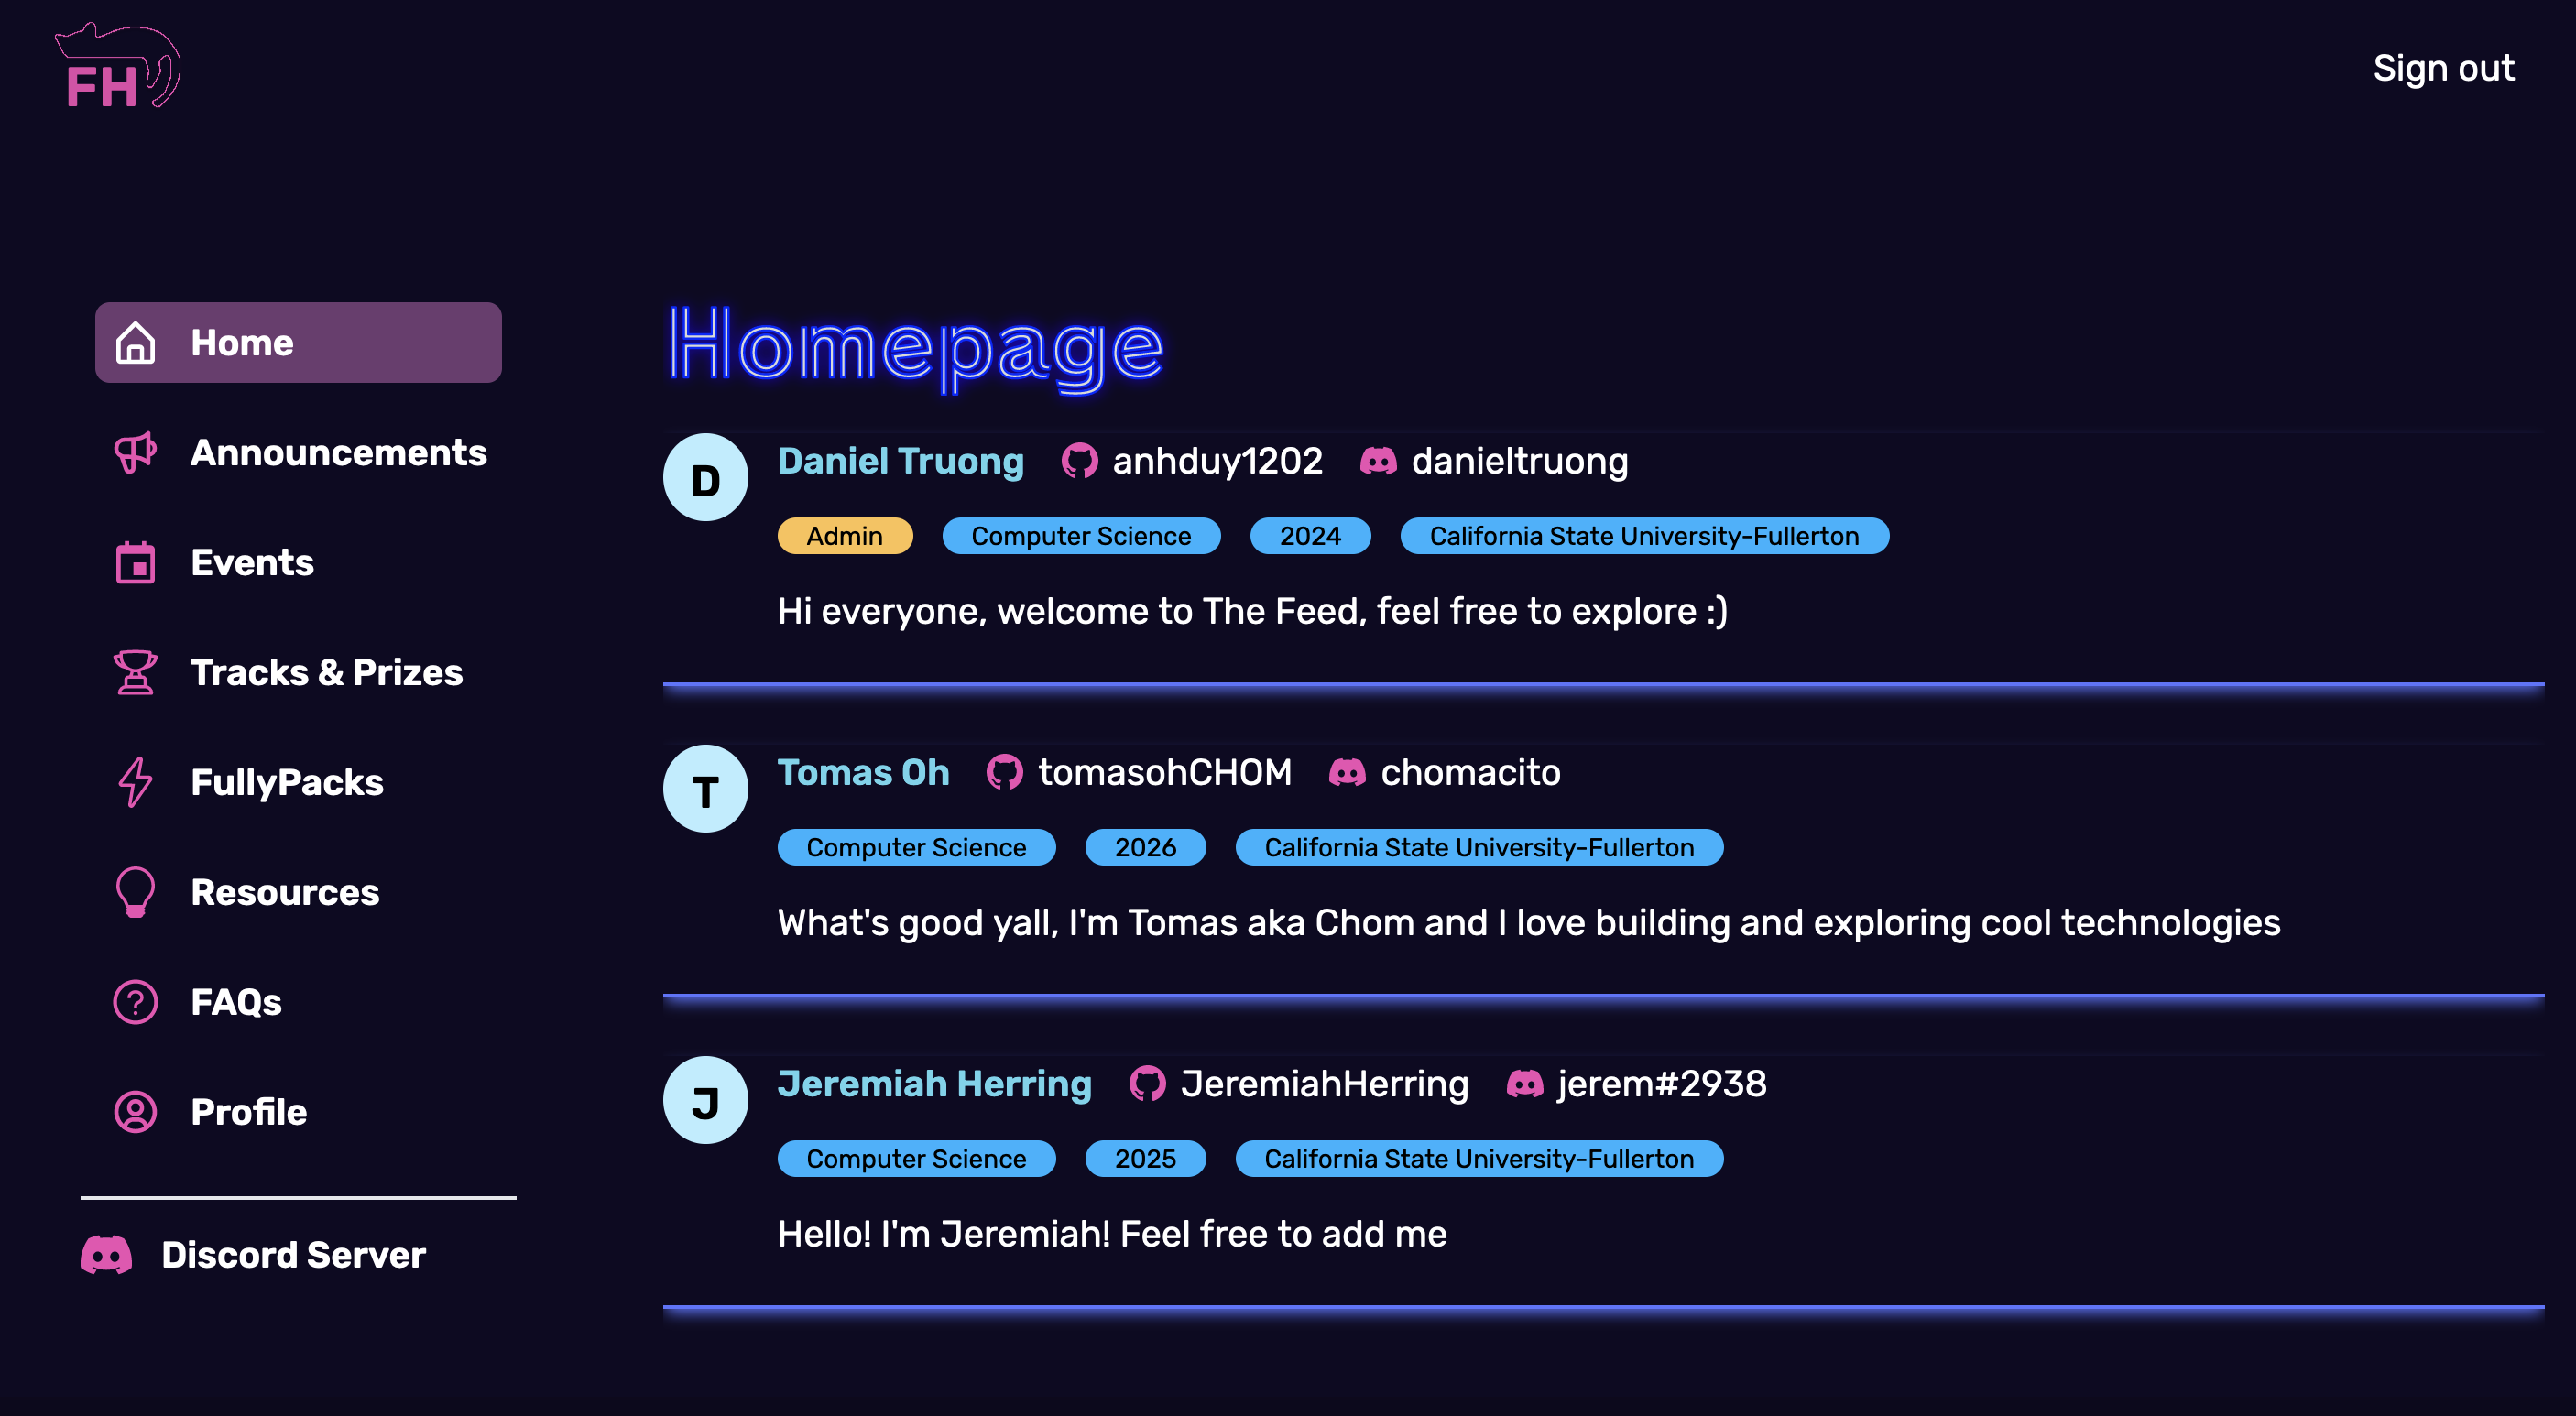 FH
Sign out
Home
Announcements
Events
Tracks & Prizes
FullyPacks
Resources
FAQs
Profile
Discord Server
Homepage
D
Daniel Truong anhduy1202 danieltruong
Admin Computer Science 2024 California State University-Fullerton
Hi everyone, welcome to The Feed, feel free to explore :)
T
Tomas Oh tomasohCHOM chomacito
Computer Science 2026 California State University-Fullerton
What's good yall, I'm Tomas aka Chom and I love building and exploring cool technologies
J
Jeremiah Herring JeremiahHerring jerem#2938
Computer Science 2025 California State University-Fullerton
Hello! I'm Jeremiah! Feel free to add me